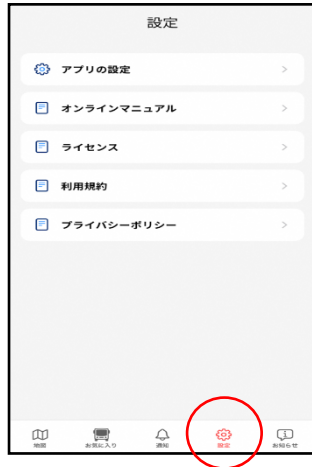 設定
アプリの設定
オンラインマニュアル
ライセンス
利用規約
プライバシーポリシー
地図
お気に入り
通知
設定
お知らせ